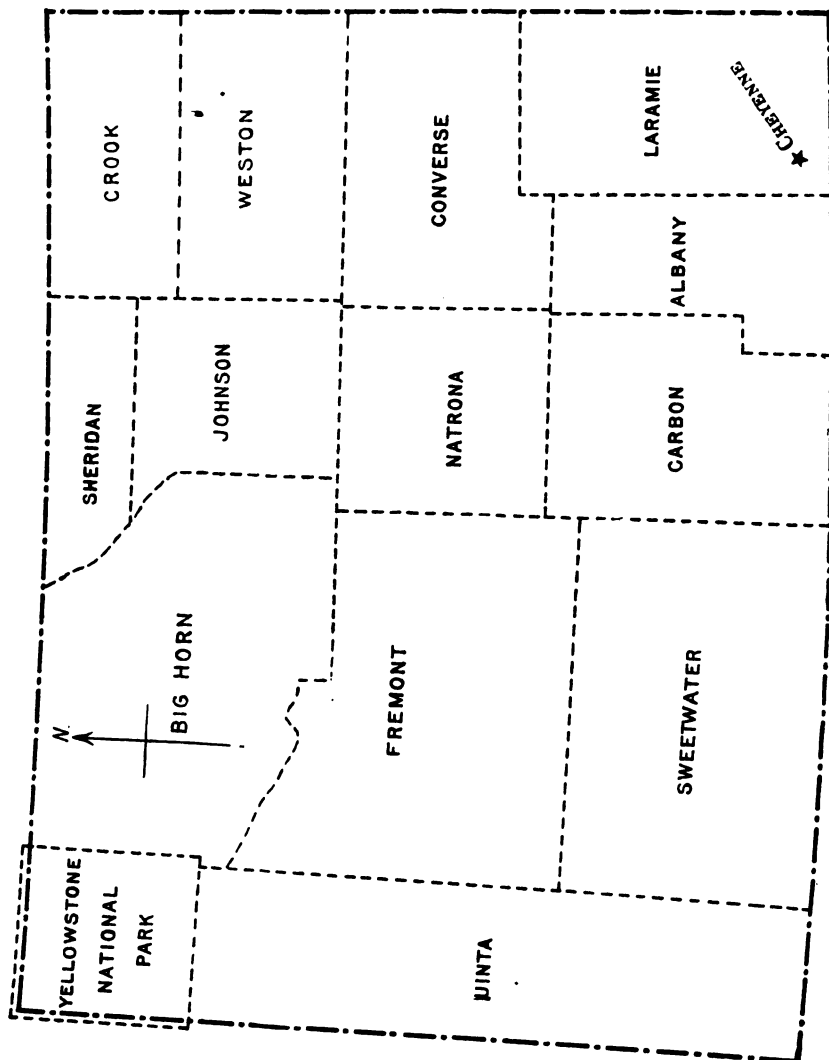 CROOK
WESTON
CONVERSE
LARAMIE
CHEYENNE
ALBANY
SHERIDAN
JOHNSON
NATRONA
CARBON
BIG HORN
N.
FREMONT
SWEETWATER
YELLOWSTONE
NATIONAL
PARK
UINTA